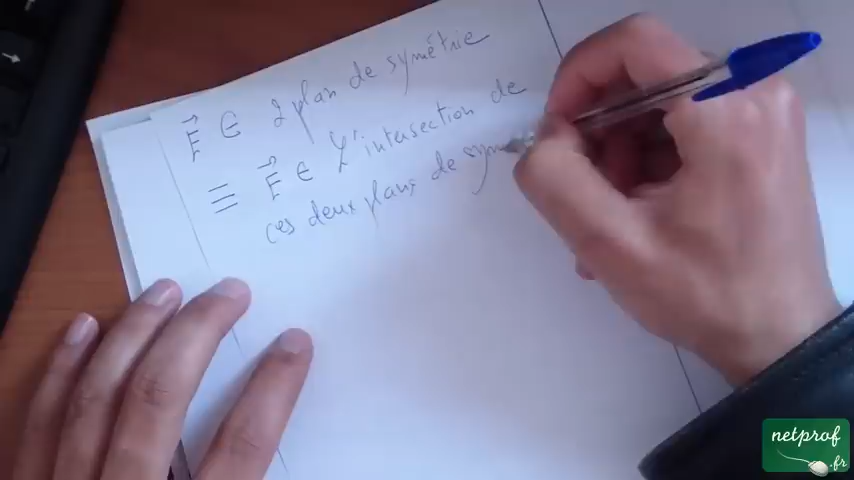 F⃗ ∈ 2 plan de symétrie
≡ F⃗ ∈ L'intersection de
ces deux plans de sym
netprof
.fr